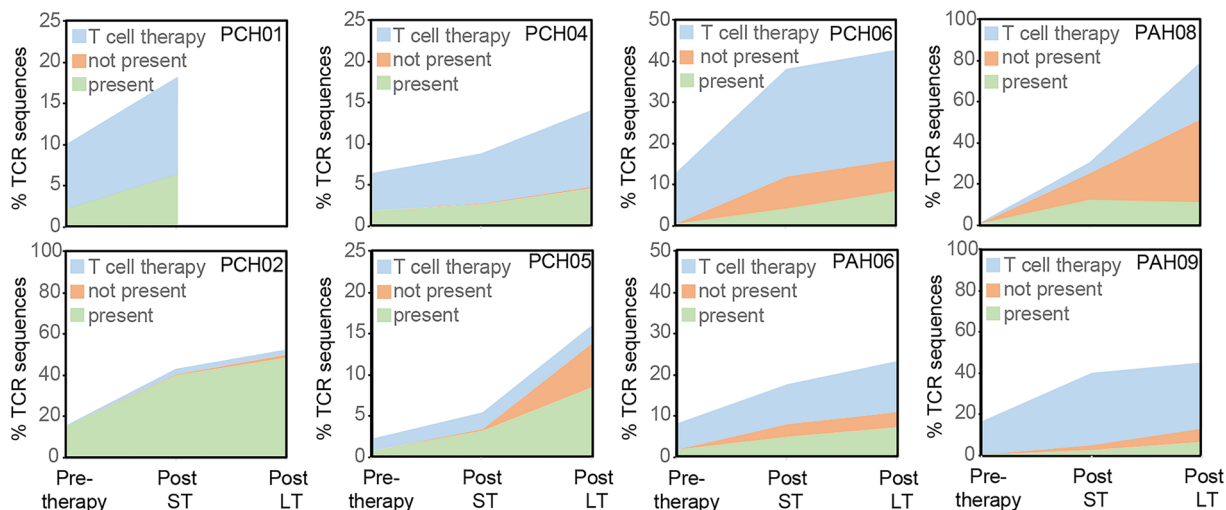 25
20
15
10
5
0
% TCR sequences
T cell therapy
PCH01
not present
present
25
20
15
10
5
0
% TCR sequences
T cell therapy
PCH04
not present
present
50
40
30
20
10
0
% TCR sequences
T cell therapy
PCH06
not present
present
100
80
60
40
20
0
% TCR sequences
T cell therapy
PAH08
not present
present
100
80
60
40
20
0
% TCR sequences
T cell therapy
PCH02
not present
present
25
20
15
10
5
0
% TCR sequences
T cell therapy
PCH05
not present
present
50
40
30
20
10
0
% TCR sequences
T cell therapy
PAH06
not present
present
100
80
60
40
20
0
% TCR sequences
T cell therapy
PAH09
not present
present
Pre-
therapy
Post
ST
Post
LT
Pre-
therapy
Post
ST
Post
LT
Pre-
therapy
Post
ST
Post
LT
Pre-
therapy
Post
ST
Post
LT